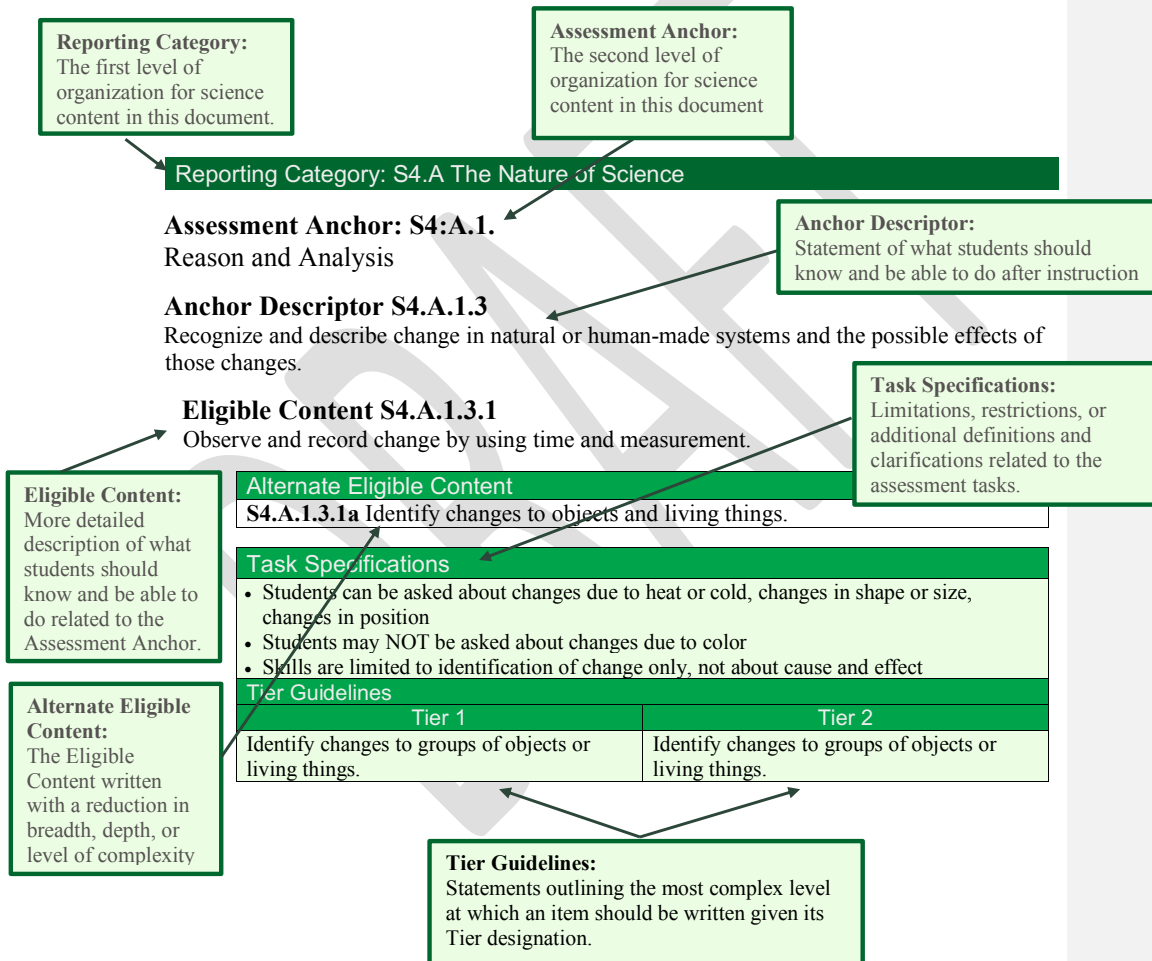 Reporting Category:
The first level of
organization for science
content in this document.
Assessment Anchor:
The second level of
organization for science
content in this document
Reporting Category: S4.A The Nature of Science
Assessment Anchor: S4:A.1.
Reason and Analysis
Anchor Descriptor:
Statement of what students should
know and be able to do after instruction
Anchor Descriptor S4.A.1.3
Recognize and describe change in natural or human-made systems and the possible effects of
those changes.
Task Specifications:
Limitations, restrictions, or
additional definitions and
clarifications related to the
assessment tasks.
Eligible Content S4.A.1.3.1
Observe and record change by using time and measurement.
Eligible Content:
More detailed
description of what
students should
know and be able to
do related to the
Assessment Anchor.
Alternate Eligible Content
S4.A.1.3.1a Identify changes to objects and living things.
Task Specifications
• Students can be asked about changes due to heat or cold, changes in shape or size,
changes in position
• Students may NOT be asked about changes due to color
• Skills are limited to identification of change only, not about cause and effect
Tier Guidelines
Tier 1
Tier 2
Identify changes to groups of objects or
living things.
Identify changes to groups of objects or
living things.
Alternate Eligible
Content:
The Eligible
Content written
with a reduction in
breadth, depth, or
level of complexity
Tier Guidelines:
Statements outlining the most complex level
at which an item should be written given its
Tier designation.
DRAFT